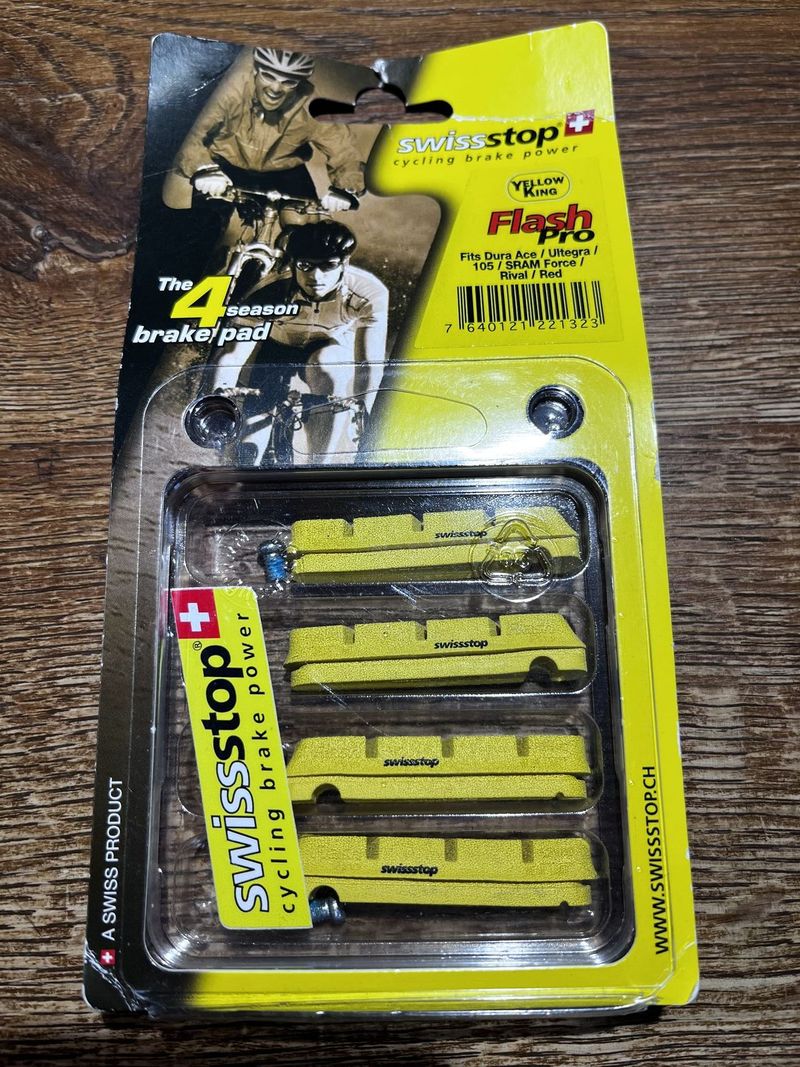 swissstop
cycling brake power
YELLOW
KING
Flash
Pro
Fits Dura Ace / Ultegra /
105 / SRAM Force /
Rival / Red
7 640121 221323
The
4 season
brake pad
swissstop
swissstop
swissstop
swissstop
swissstop®
cycling brake power
A SWISS PRODUCT
WWW.SWISSSTOP.CH